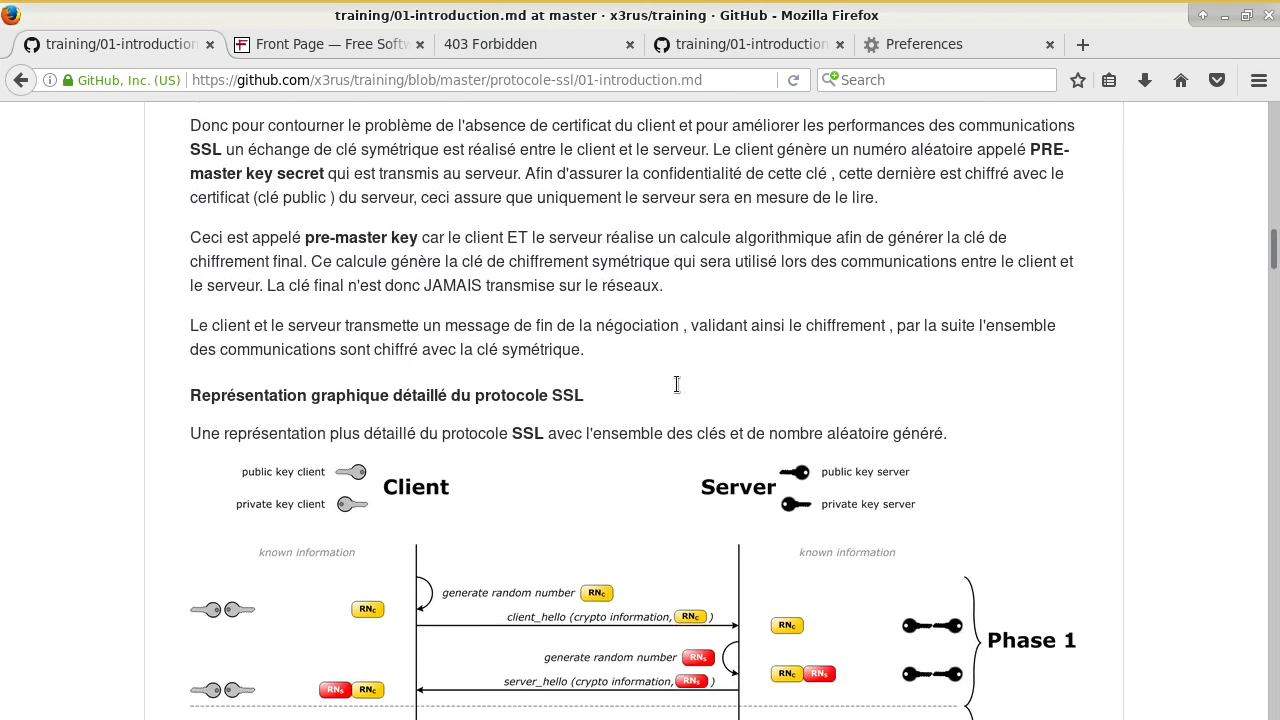 training/01-introduction.md at master · x3rus/training · GitHub - Mozilla Firefox
training/01-introduction
Front Page — Free Softw
403 Forbidden
training/01-introduction
Preferences
GitHub, Inc. (US)
https://github.com/x3rus/training/blob/master/protocole-ssl/01-introduction.md
Search
Donc pour contourner le problème de l'absence de certificat du client et pour améliorer les performances des communications
SSL un échange de clé symétrique est réalisé entre le client et le serveur. Le client génère un numéro aléatoire appelé PRE-
master key secret qui est transmis au serveur. Afin d'assurer la confidentialité de cette clé , cette dernière est chiffré avec le
certificat (clé public ) du serveur, ceci assure que uniquement le serveur sera en mesure de le lire.
Ceci est appelé pre-master key car le client ET le serveur réalise un calcule algorithmique afin de générer la clé de
chiffrement final. Ce calcule génère la clé de chiffrement symétrique qui sera utilisé lors des communications entre le client et
le serveur. La clé final n'est donc JAMAIS transmise sur le réseaux.
Le client et le serveur transmette un message de fin de la négociation , validant ainsi le chiffrement , par la suite l'ensemble
des communications sont chiffré avec la clé symétrique.
Représentation graphique détaillé du protocole SSL
Une représentation plus détaillé du protocole SSL avec l'ensemble des clés et de nombre aléatoire généré.
public key client
private key client
Client
Server
public key server
private key server
known information
known information
generate random number RNc
RNc
client_hello (crypto information, RNc )
RNc
Phase 1
generate random number RNs
RNc RNs
server_hello (crypto information, RNs )
RNs RNc